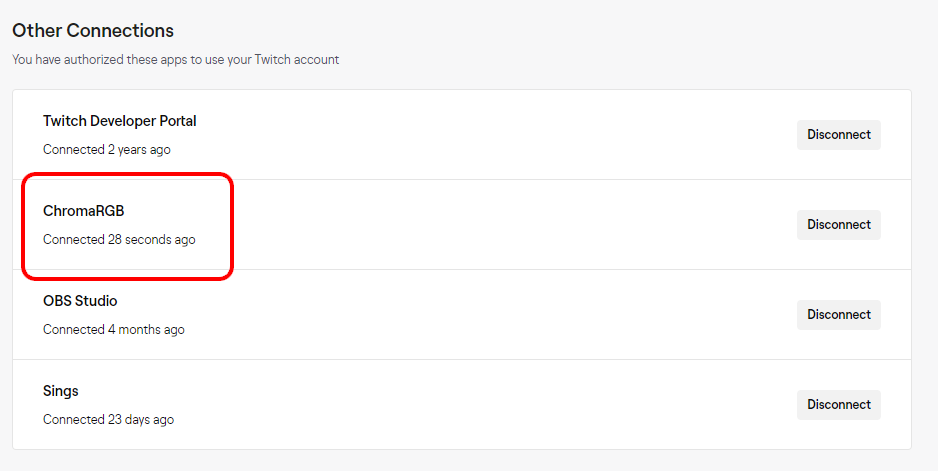 Other Connections
You have authorized these apps to use your Twitch account
Twitch Developer Portal
Connected 2 years ago
Disconnect
ChromaRGB
Connected 28 seconds ago
Disconnect
OBS Studio
Connected 4 months ago
Disconnect
Sings
Connected 23 days ago
Disconnect